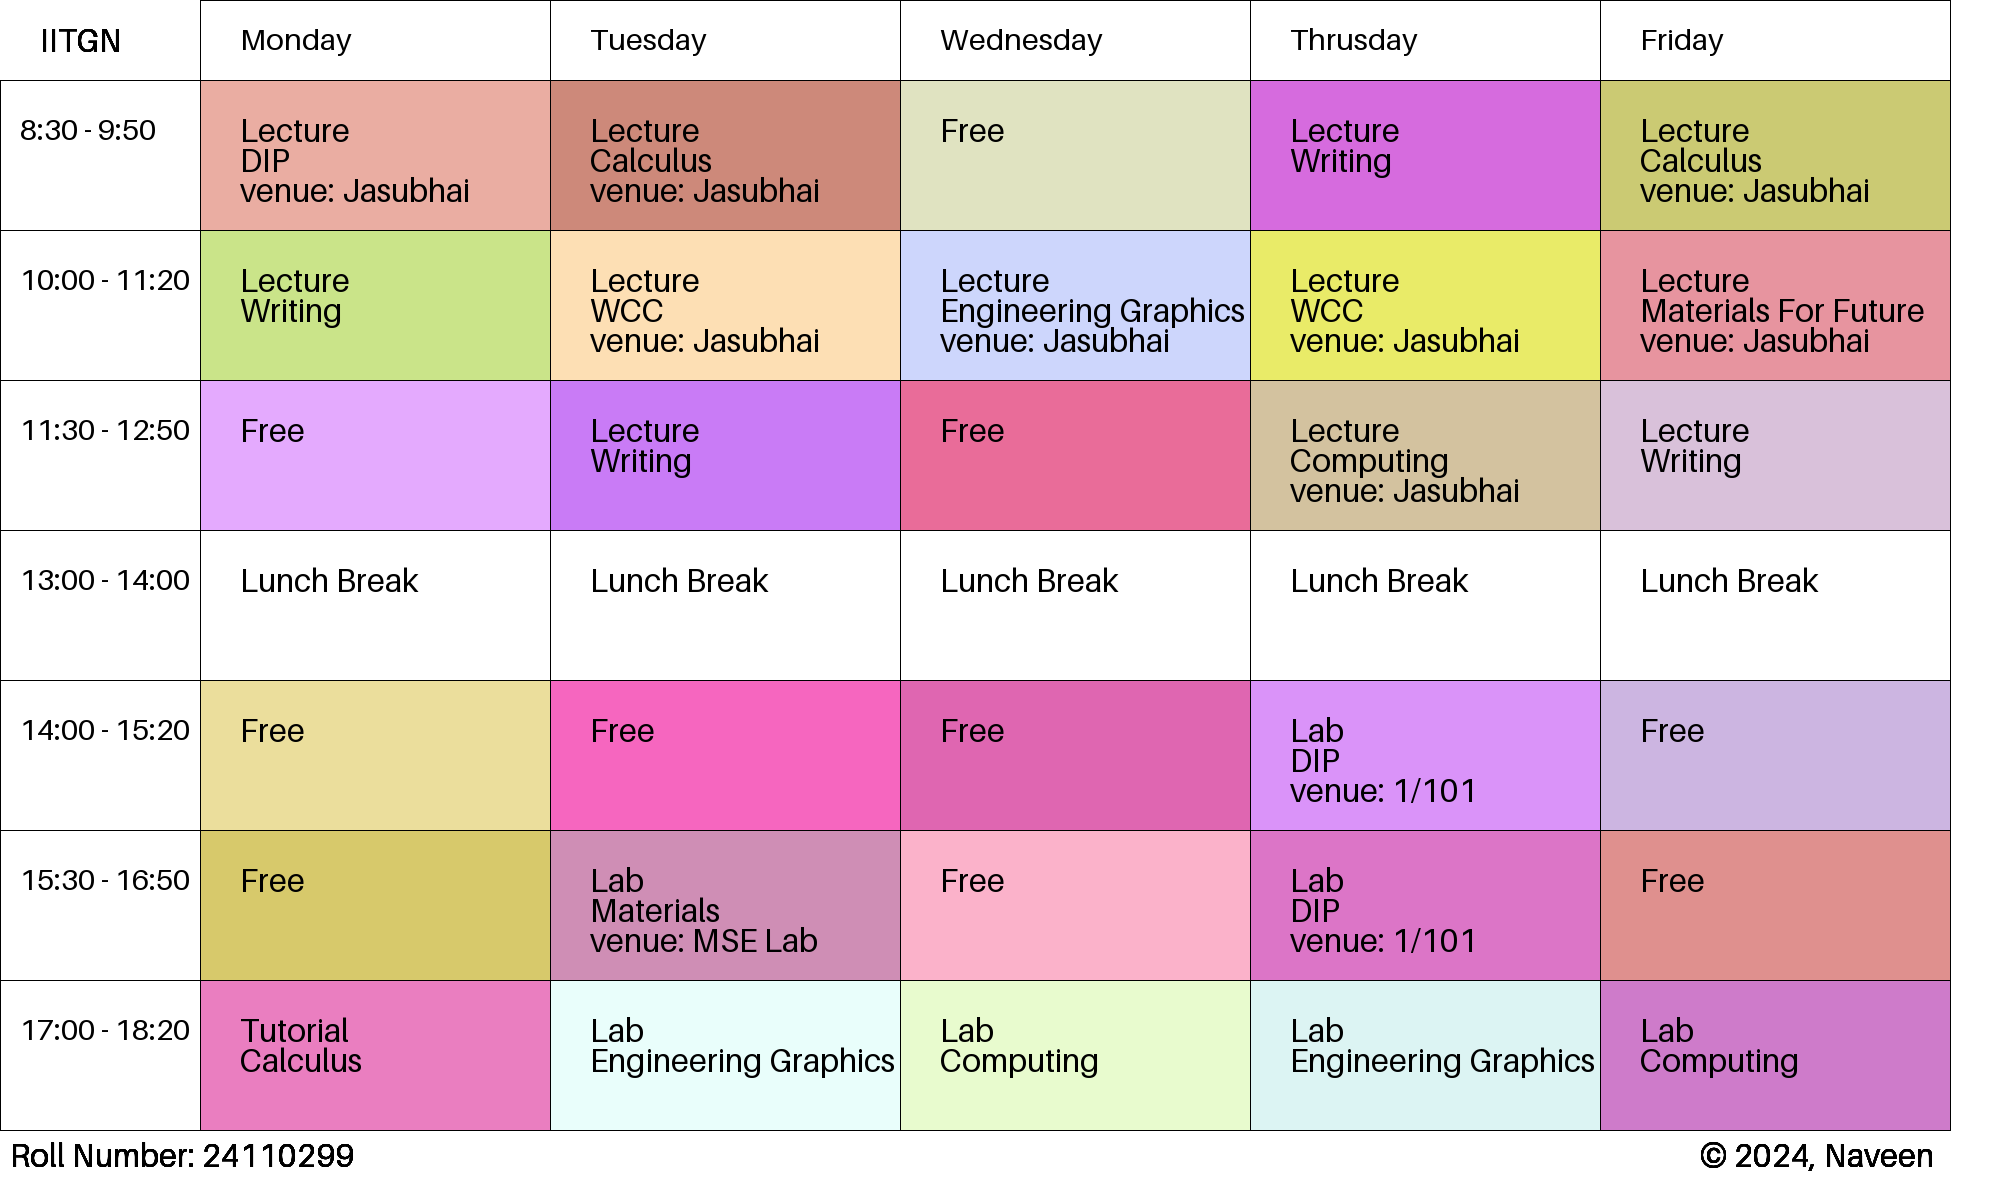 IITGN Monday Tuesday Wednesday Thrusday Friday
8:30 - 9:50
Lecture
DIP
venue: Jasubhai
Lecture
Calculus
venue: Jasubhai
Free
Lecture
Writing
Lecture
Calculus
venue: Jasubhai
10:00 - 11:20
Lecture
Writing
Lecture
WCC
venue: Jasubhai
Lecture
Engineering Graphics
venue: Jasubhai
Lecture
WCC
venue: Jasubhai
Lecture
Materials For Future
venue: Jasubhai
11:30 - 12:50
Free
Lecture
Writing
Free
Lecture
Computing
venue: Jasubhai
Lecture
Writing
13:00 - 14:00
Lunch Break
Lunch Break
Lunch Break
Lunch Break
Lunch Break
14:00 - 15:20
Free
Free
Free
Lab
DIP
venue: 1/101
Free
15:30 - 16:50
Free
Lab
Materials
venue: MSE Lab
Free
Lab
DIP
venue: 1/101
Free
17:00 - 18:20
Tutorial
Calculus
Lab
Engineering Graphics
Lab
Computing
Lab
Engineering Graphics
Lab
Computing
Roll Number: 24110299
© 2024, Naveen